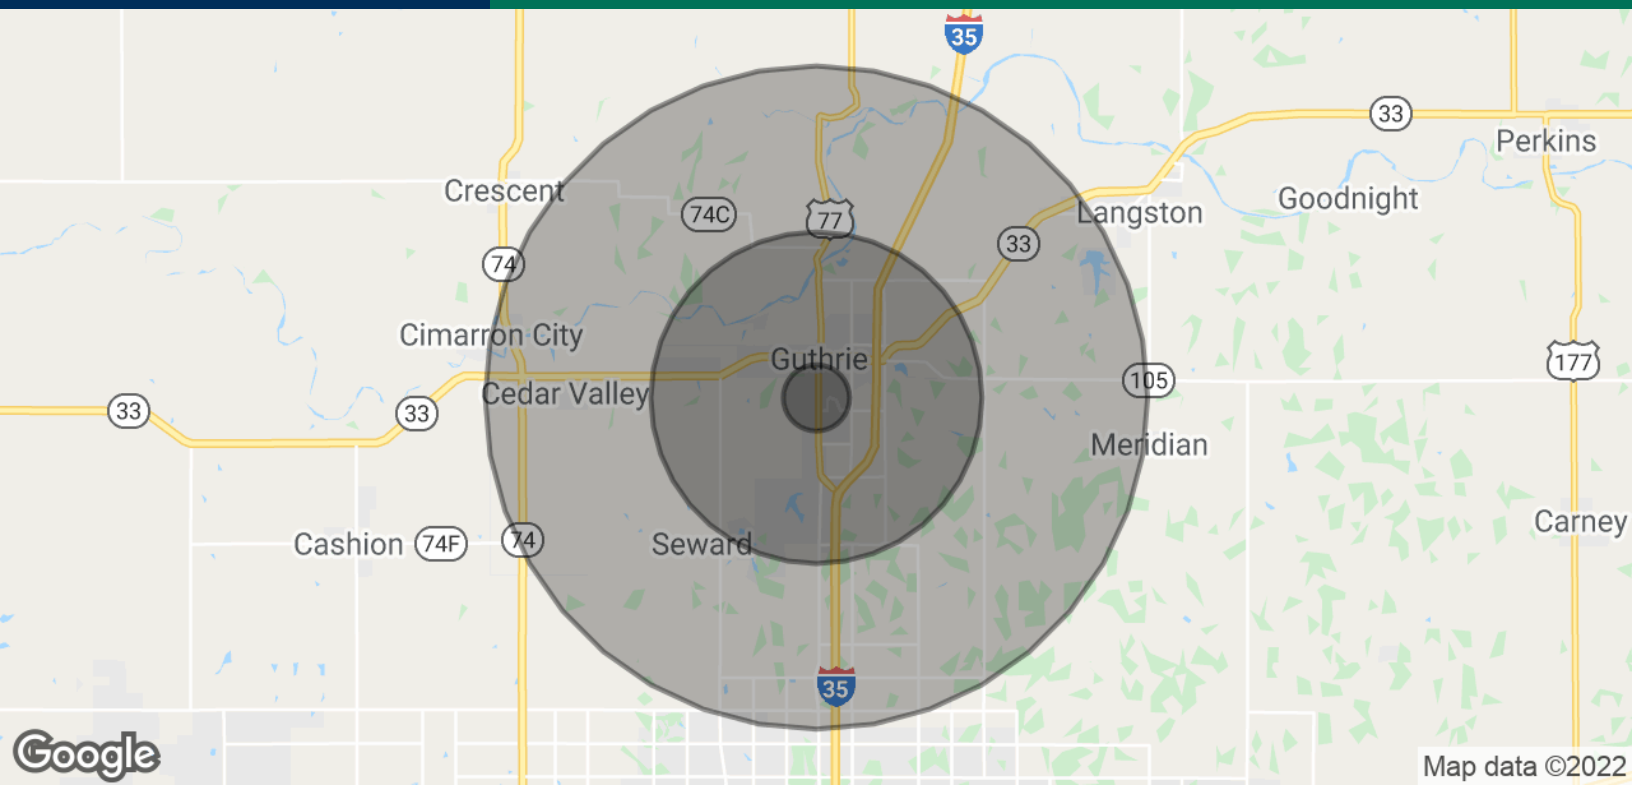 35
33
Perkins
Crescent
Goodnight
74C
77
Langston
33
74
Cimarron City
Guthrie
177
105
Cedar Valley
33
33
Meridian
Carney
Cashion
74F
74
Seward
35
Google
Map data ©2022